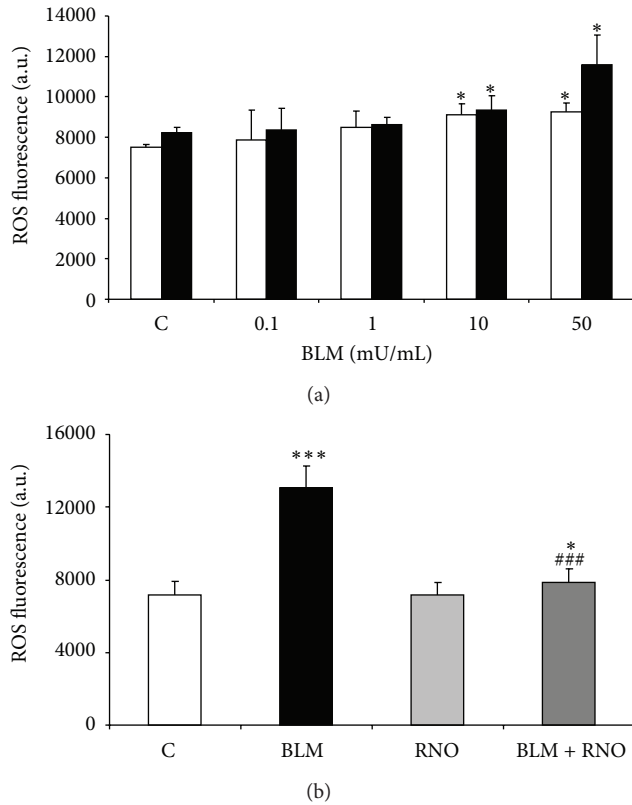 14000
12000
10000
8000
6000
4000
2000
0
ROS fluorescence (a.u.)
* * * *
C 0.1 1 10 50
BLM (mU/mL)
(a)
16000
12000
8000
4000
0
ROS fluorescence (a.u.)
***
*
###
C BLM RNO BLM + RNO
(b)